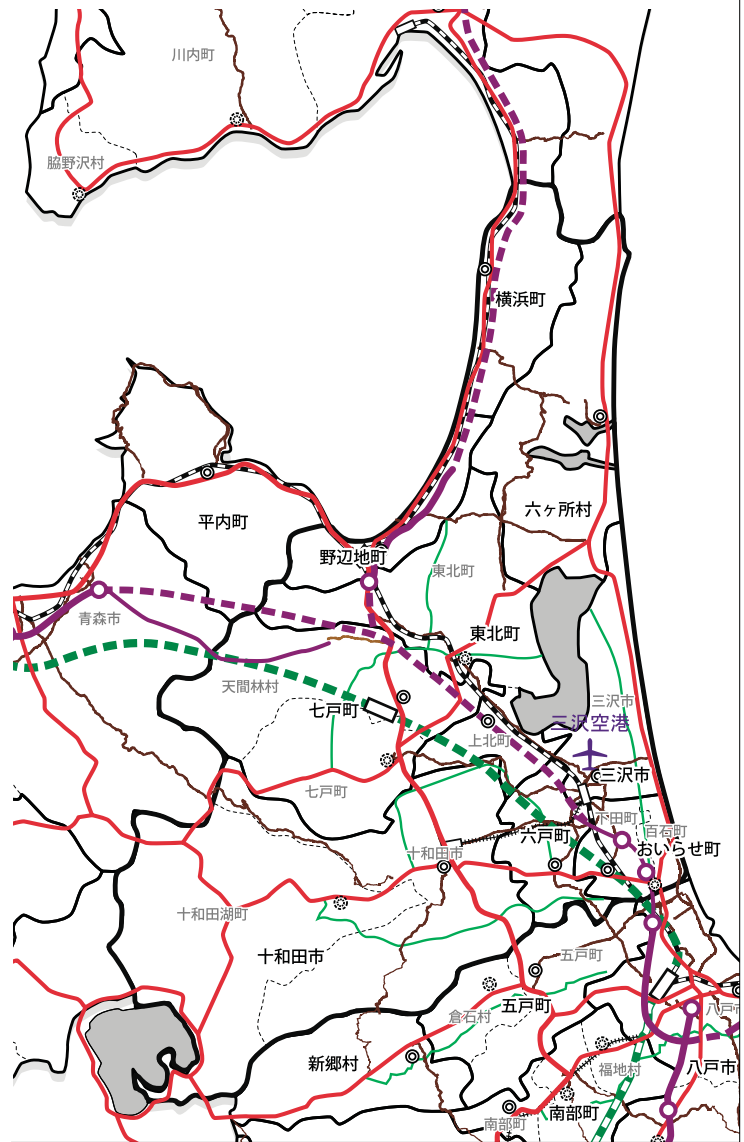 川内町
脇野沢村
横浜町
六ヶ所村
平内町
野辺地町
東北町
青森市
東北町
天間林村
三沢市
七戸町
三沢空港
上北町
三沢市
七戸町
下田町
百石町
六戸町
おいらせ町
十和田市
十和田湖町
十和田市
五戸町
五戸町
倉石村
八戸市
新郷村
福地村
八戸市
南部町
南部町